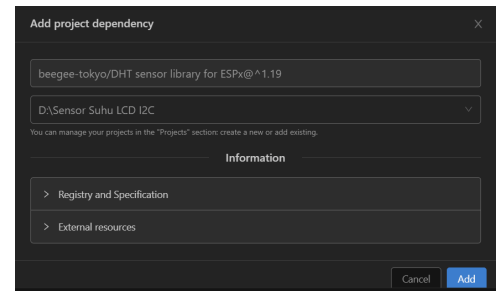 Add project dependency
beegee-tokyo/DHT sensor library for ESPx@^1.19
D:\Sensor Suhu LCD I2C
You can manage your projects in the "Projects" section: create a new or add existing.
Information
Registry and Specification
External resources
Cancel Add